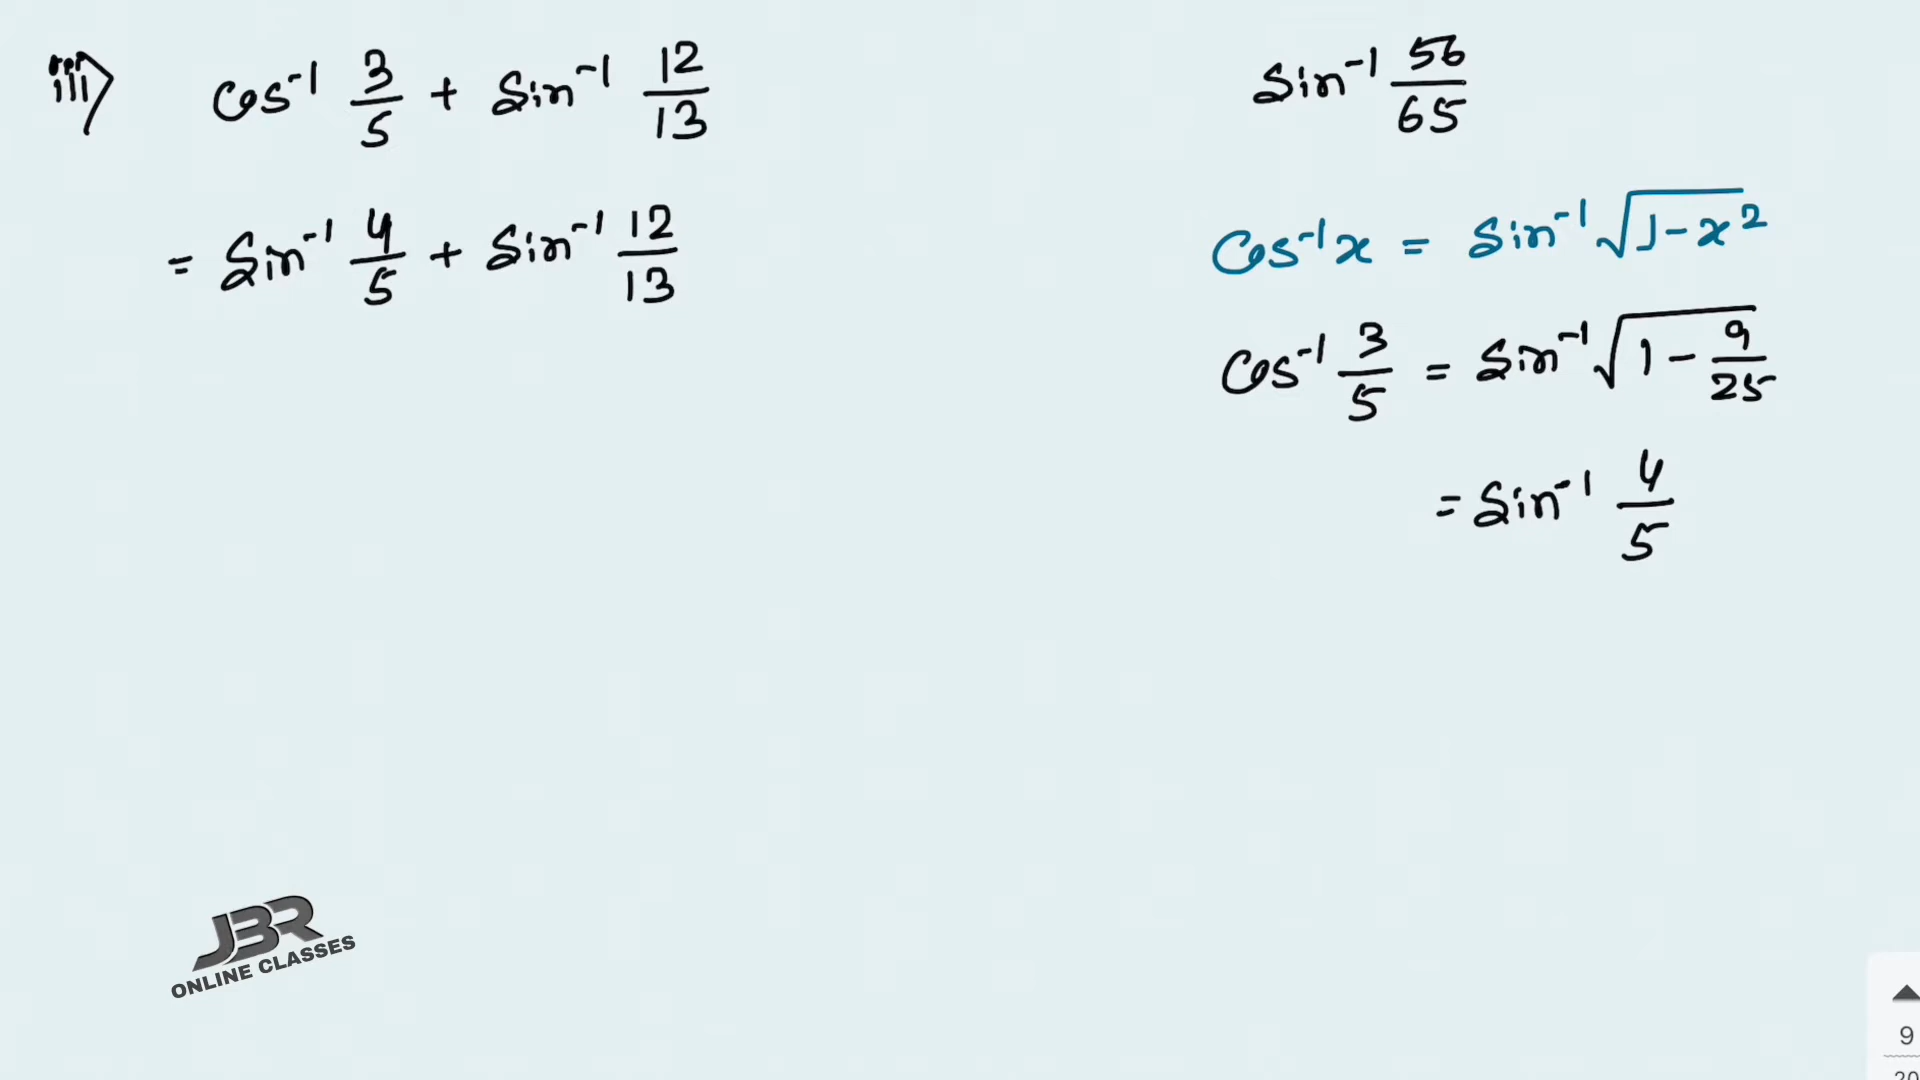 iii) Cos⁻¹ 3/5 + Sin⁻¹ 12/13
= Sin⁻¹ 4/5 + Sin⁻¹ 12/13
Sin⁻¹ 56/65
Cos⁻¹x = Sin⁻¹ √(1-x²)
Cos⁻¹ 3/5 = Sin⁻¹ √(1 - 9/25)
= Sin⁻¹ 4/5
JBR
ONLINE CLASSES
9
20